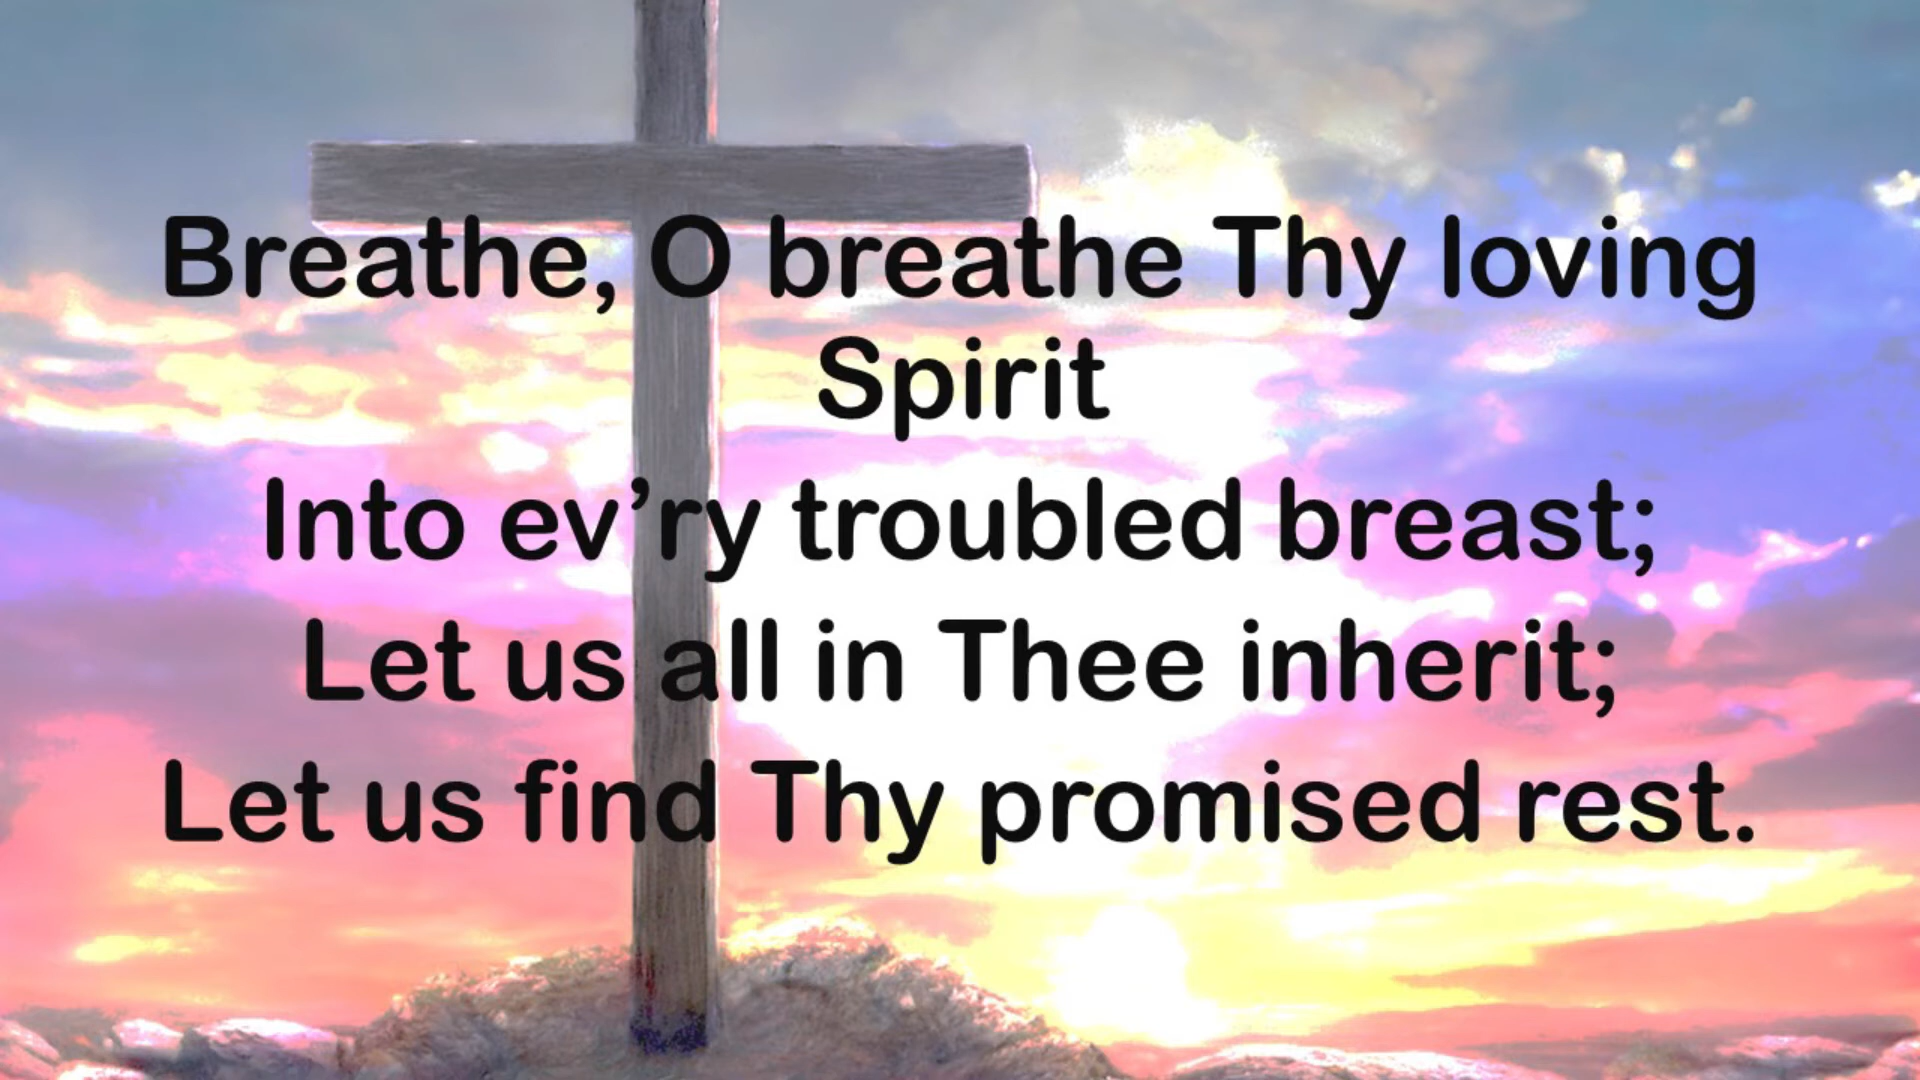 Breathe, O breathe Thy loving
Spirit
Into ev’ry troubled breast;
Let us all in Thee inherit;
Let us find Thy promised rest.